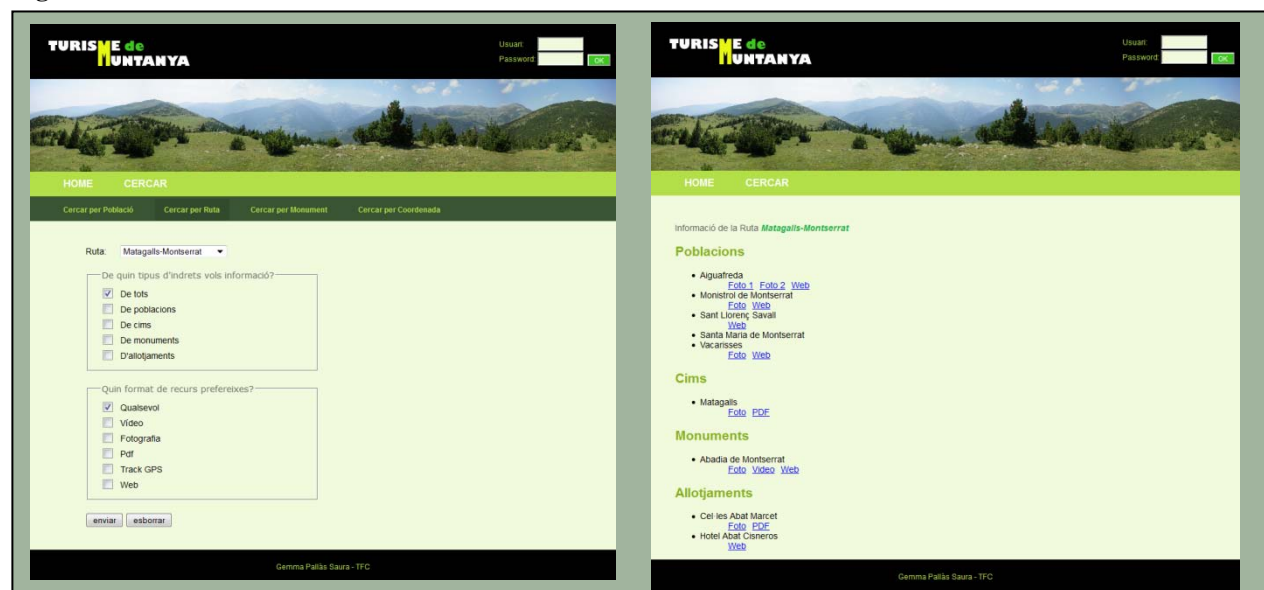 TURISME de
MUNTANYA
Usuari:
Password:
OK
HOME CERCAR
Cercar per Població Cercar per Ruta Cercar per Monument Cercar per Coordenada
Ruta: Matagalls-Montserrat
De quin tipus d'indrets vols informació?
De tots
De poblacions
De cims
De monuments
D'allotjaments
Quin format de recurs prefereixes?
Qualsevol
Vídeo
Fotografia
Pdf
Track GPS
Web
enviar esborrar
Gemma Pallàs Saura - TFC
TURISME de
MUNTANYA
Usuari:
Password:
OK
HOME CERCAR
Informació de la Ruta Matagalls-Montserrat
Poblacions
Aiguafreda
Foto 1 Foto 2 Web
Monistrol de Montserrat
Foto Web
Sant Llorenç Savall
Web
Santa Maria de Montserrat
Vacarisses
Foto Web
Cims
Matagalls
Foto PDF
Monuments
Abadia de Montserrat
Foto Video Web
Allotjaments
Cel·les Abat Marcet
Foto PDF
Hotel Abat Cisneros
Web
Gemma Pallàs Saura - TFC